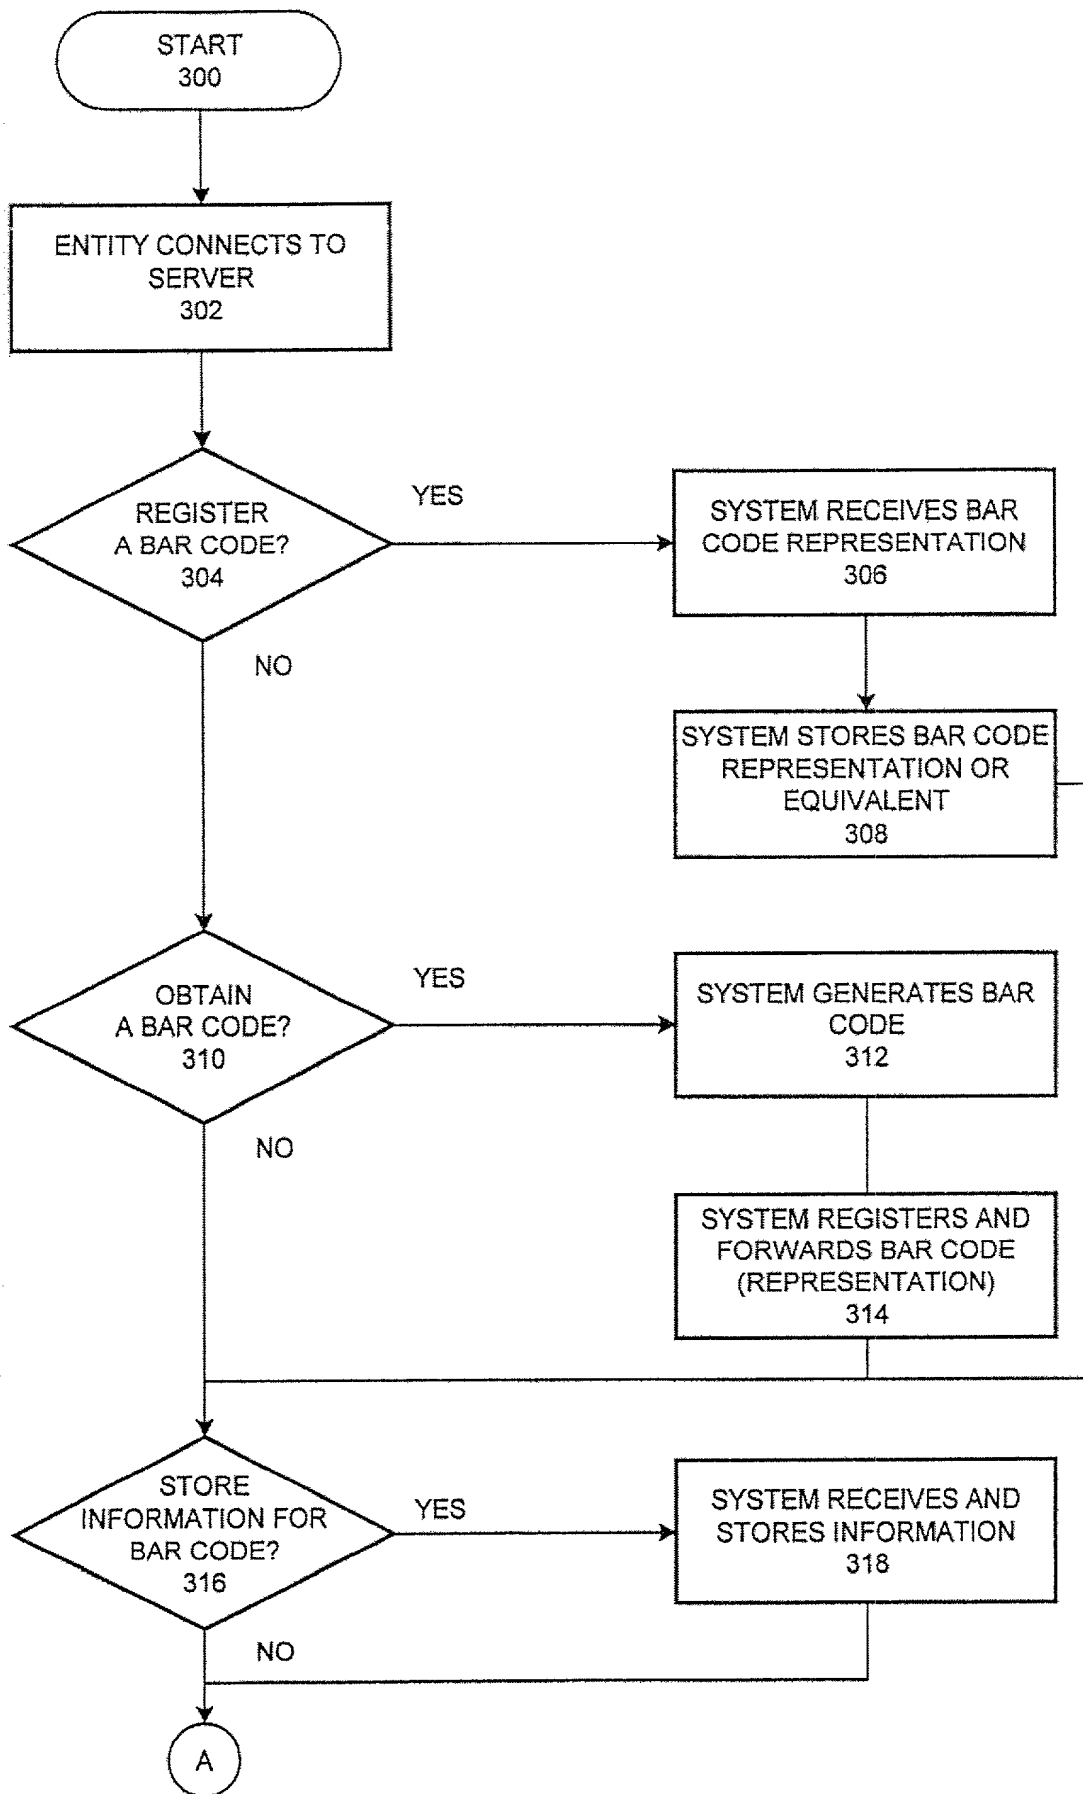 START
300
ENTITY CONNECTS TO
SERVER
302
REGISTER
A BAR CODE?
304
YES
SYSTEM RECEIVES BAR
CODE REPRESENTATION
306
NO
SYSTEM STORES BAR CODE
REPRESENTATION OR
EQUIVALENT
308
OBTAIN
A BAR CODE?
310
YES
SYSTEM GENERATES BAR
CODE
312
NO
SYSTEM REGISTERS AND
FORWARDS BAR CODE
(REPRESENTATION)
314
STORE
INFORMATION FOR
BAR CODE?
316
YES
SYSTEM RECEIVES AND
STORES INFORMATION
318
NO
A